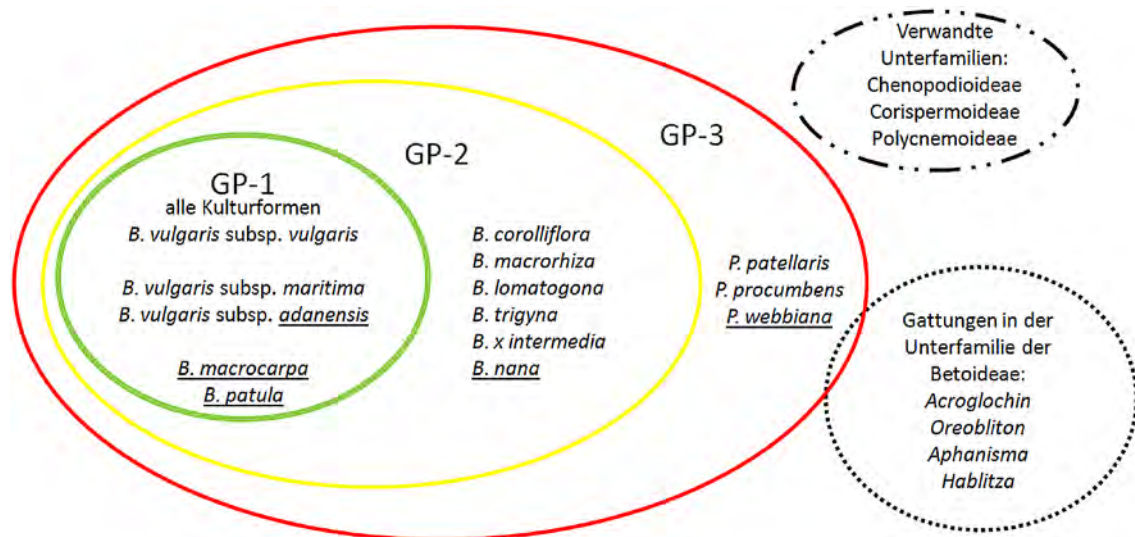 GP-1
alle Kulturformen
B. vulgaris subsp. vulgaris
B. vulgaris subsp. maritima
B. vulgaris subsp. adanensis
B. macrocarpa
B. patula
GP-2
B. corolliflora
B. macrorhiza
B. lomatogona
B. trigyna
B. x intermedia
B. nana
GP-3
P. patellaris
P. procumbens
P. webbiana
Verwandte
Unterfamilien:
Chenopodioideae
Corispermoideae
Polycnemoideae
Gattungen in der
Unterfamilie der
Betoideae:
Acroglochin
Oreobliton
Aphanisma
Hablitza